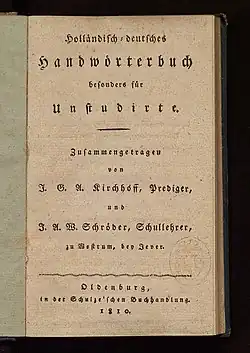 Holländisch-deutsches
Handwörterbuch
besonders für
Unstudirte.
Zusammengetragen
von
J. G. A. Kirchhoff, Prediger,
und
J. A. W. Schröder, Schullehrer,
zu Westrum, bey Jever.
Oldenburg,
in der Schulze'schen Buchhandlung.
1810.